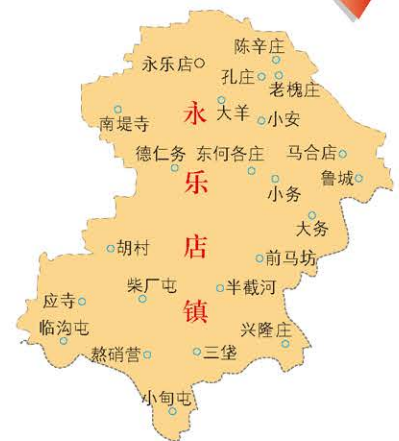 陈辛庄
永乐店
孔庄
老槐庄
大羊
小安
南堤寺
德仁务
东何各庄
马合店
鲁城
小务
大务
胡村
前马坊
柴厂屯
半截河
应寺
临沟屯
兴隆庄
熬硝营
三垡
小甸屯
永乐店镇